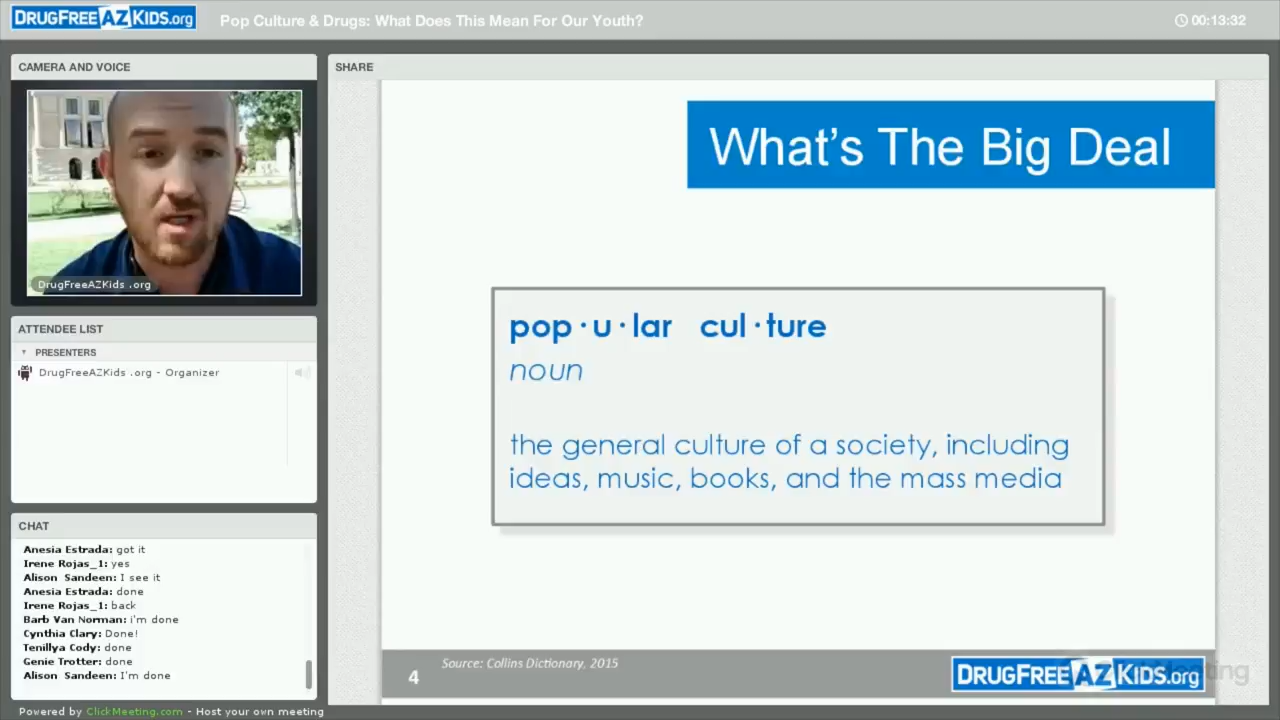 DRUGFREEAZKIDS.org
Pop Culture & Drugs: What Does This Mean For Our Youth?
00:13:32
CAMERA AND VOICE
DrugFreeAZKids .org
ATTENDEE LIST
PRESENTERS
DrugFreeAZKids .org - Organizer
CHAT
Anesia Estrada: got it
Irene Rojas_1: yes
Alison Sandeen: I see it
Anesia Estrada: done
Irene Rojas_1: back
Barb Van Norman: i'm done
Cynthia Clary: Done!
Tenillya Cody: done
Genie Trotter: done
Alison Sandeen: I'm done
SHARE
What's The Big Deal
pop·u·lar cul·ture
noun
the general culture of a society, including
ideas, music, books, and the mass media
Source: Collins Dictionary, 2015
4
DRUGFREEAZKIDS.org
Powered by ClickMeeting.com - Host your own meeting